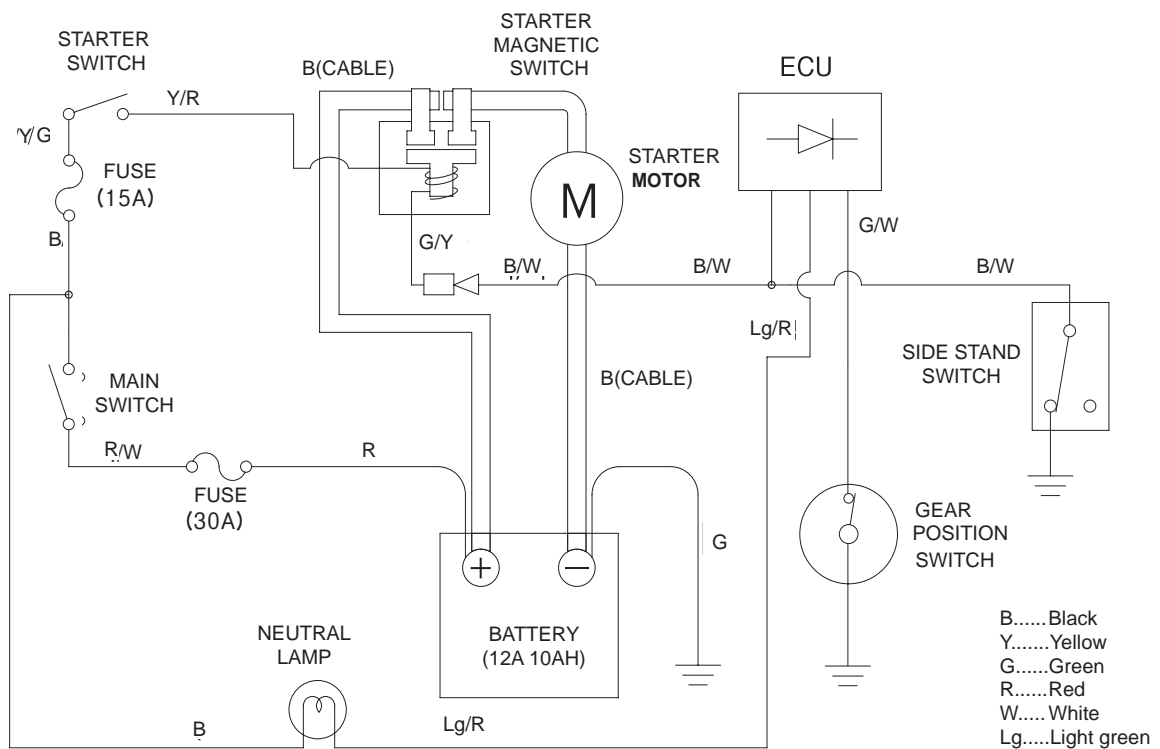 STARTER
MAGNETIC
SWITCH
STARTER
SWITCH
B(CABLE)
ECU
Y/R
Y/G
FUSE
(15A)
STARTER
MOTOR
M
B/
G/Y
G/W
B/W
B/W
B/W
Lg/R
SIDE STAND
SWITCH
MAIN
SWITCH
B(CABLE)
R/W
R
FUSE
(30A)
GEAR
POSITION
SWITCH
G
+
−
BATTERY
(12A 10AH)
NEUTRAL
LAMP
B
Lg/R
B......Black
Y.......Yellow
G......Green
R......Red
W.....White
Lg.....Light green